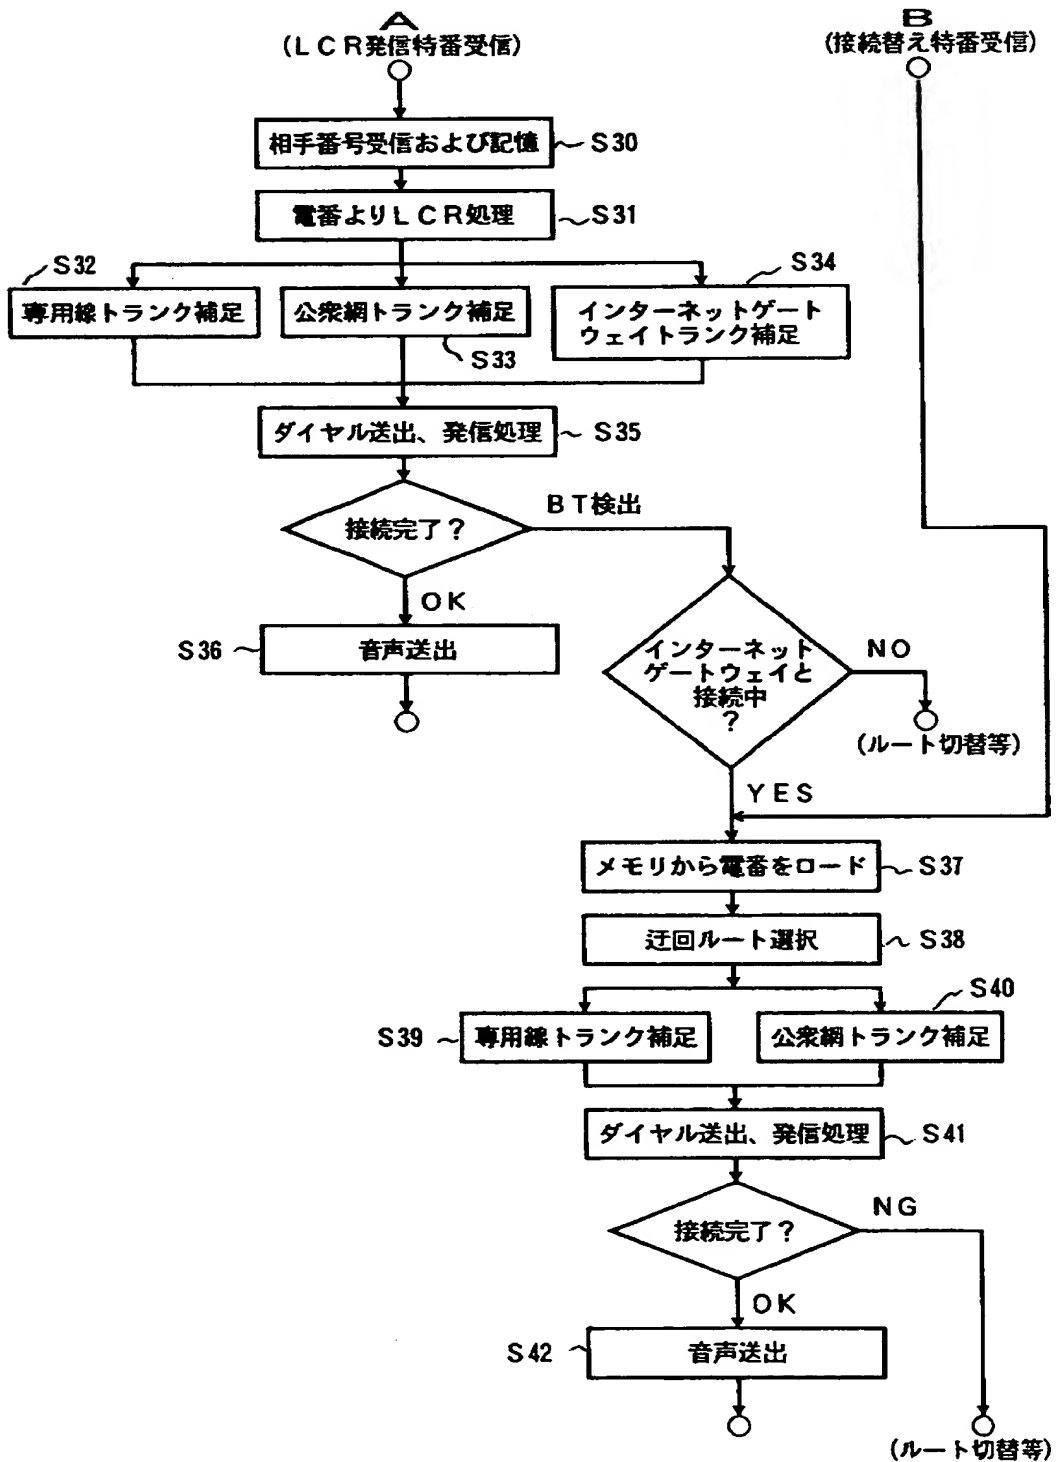 A
(LCR発信特番受信)
B
(接続替え特番受信)
相手番号受信および記憶
S30
電番よりLCR処理
S31
S32
専用線トランク補足
公衆網トランク補足
S33
S34
インターネットゲート
ウェイトランク補足
ダイヤル送出、発信処理
S35
接続完了?
BT検出
OK
S36
音声送出
インターネット
ゲートウェイと
接続中
?
NO
(ルート切替等)
YES
メモリから電番をロード
S37
迂回ルート選択
S38
S39
専用線トランク補足
S40
公衆網トランク補足
ダイヤル送出、発信処理
S41
接続完了?
NG
OK
S42
音声送出
(ルート切替等)